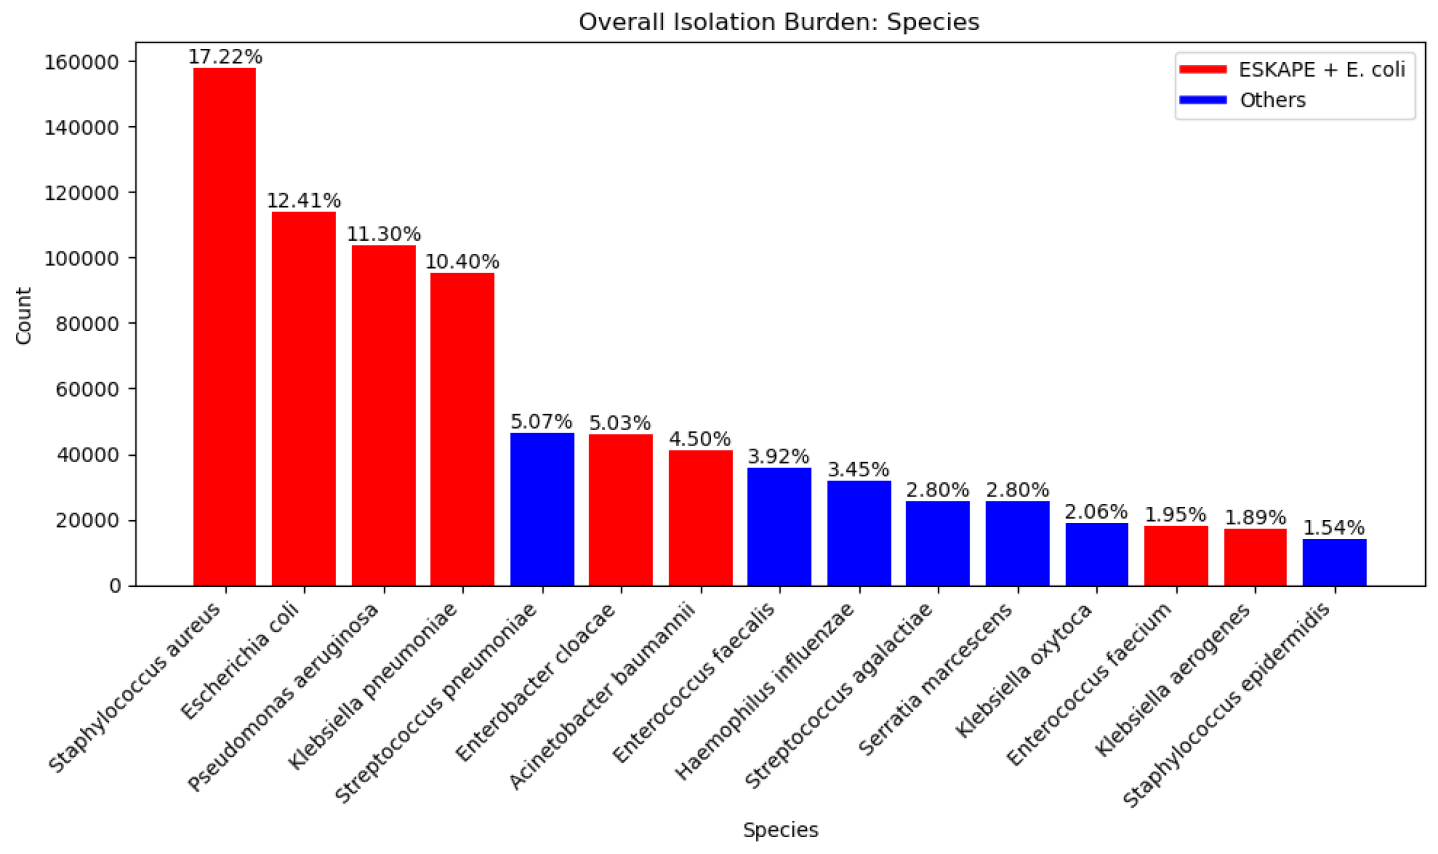 Overall Isolation Burden: Species
ESKAPE + E. coli
Others
Count
160000
140000
120000
100000
80000
60000
40000
20000
0
17.22%
12.41%
11.30%
10.40%
5.07%
5.03%
4.50%
3.92%
3.45%
2.80%
2.80%
2.06%
1.95%
1.89%
1.54%
Staphylococcus aureus
Escherichia coli
Pseudomonas aeruginosa
Klebsiella pneumoniae
Streptococcus pneumoniae
Enterobacter cloacae
Acinetobacter baumannii
Enterococcus faecalis
Haemophilus influenzae
Streptococcus agalactiae
Serratia marcescens
Klebsiella oxytoca
Enterococcus faecium
Klebsiella aerogenes
Staphylococcus epidermidis
Species